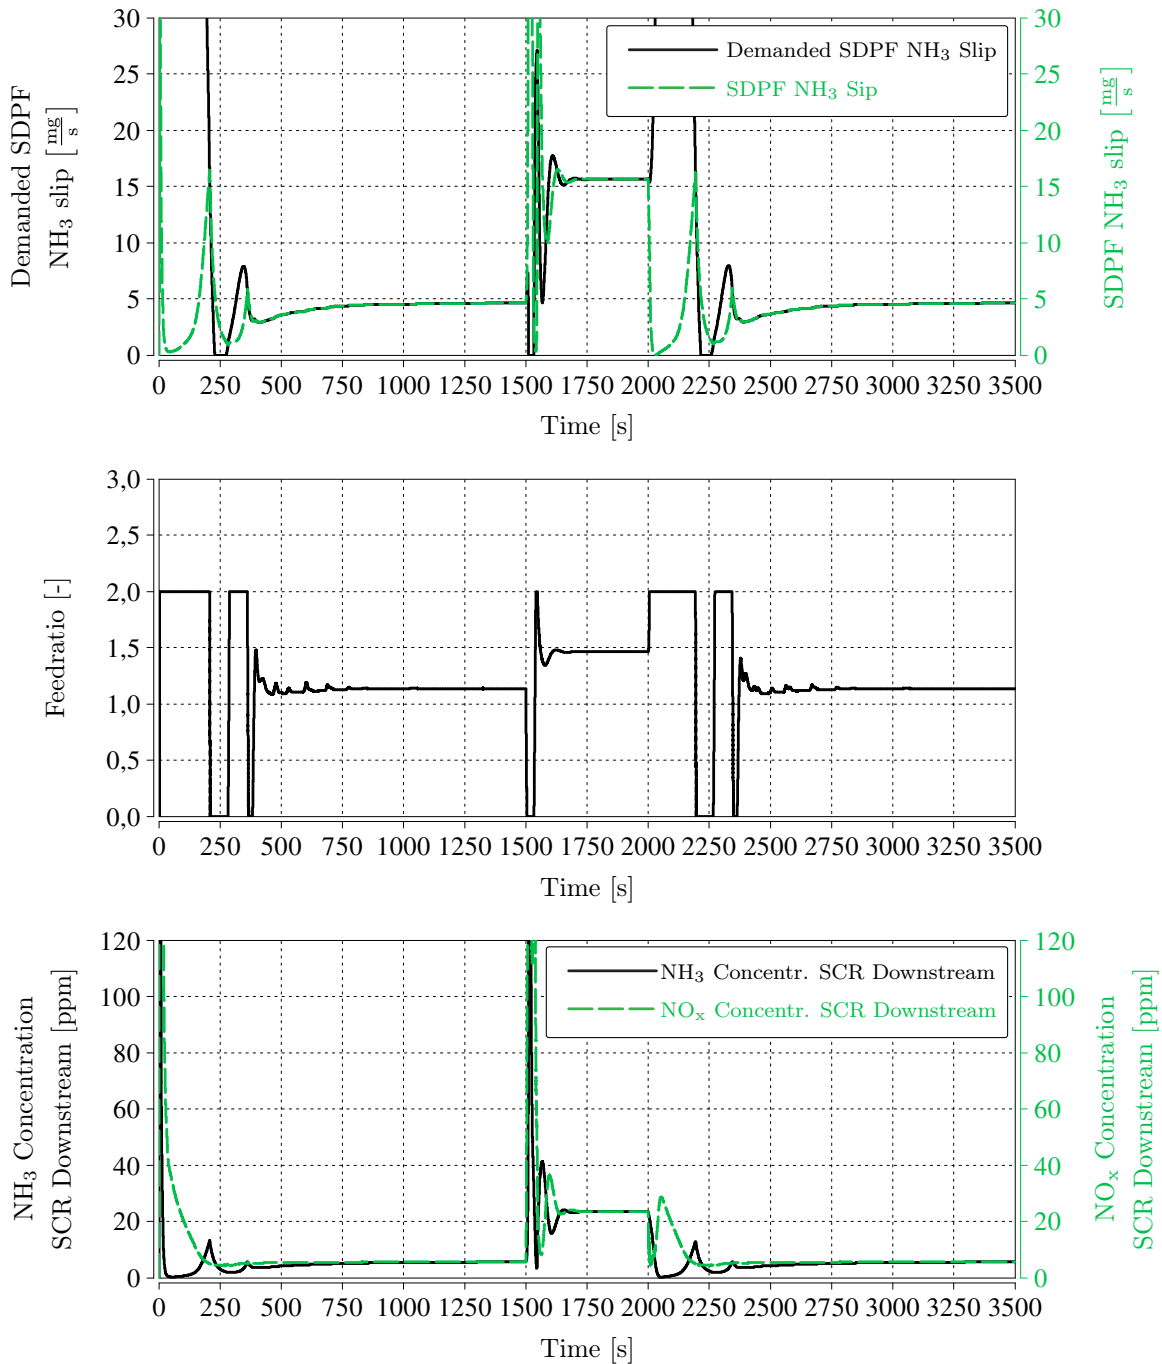 Demanded SDPF
NH₃ slip [mg/s]
30
25
20
15
10
5
0
Demanded SDPF NH₃ Slip
SDPF NH₃ Sip
30
25
20
15
10
5
0
SDPF NH₃ slip [mg/s]
0 250 500 750 1000 1250 1500 1750 2000 2250 2500 2750 3000 3250 3500
Time [s]
Feedratio [-]
3,0
2,5
2,0
1,5
1,0
0,5
0,0
0 250 500 750 1000 1250 1500 1750 2000 2250 2500 2750 3000 3250 3500
Time [s]
NH₃ Concentration
SCR Downstream [ppm]
120
100
80
60
40
20
0
NH₃ Concentr. SCR Downstream
NOₓ Concentr. SCR Downstream
120
100
80
60
40
20
0
NOₓ Concentration
SCR Downstream [ppm]
0 250 500 750 1000 1250 1500 1750 2000 2250 2500 2750 3000 3250 3500
Time [s]